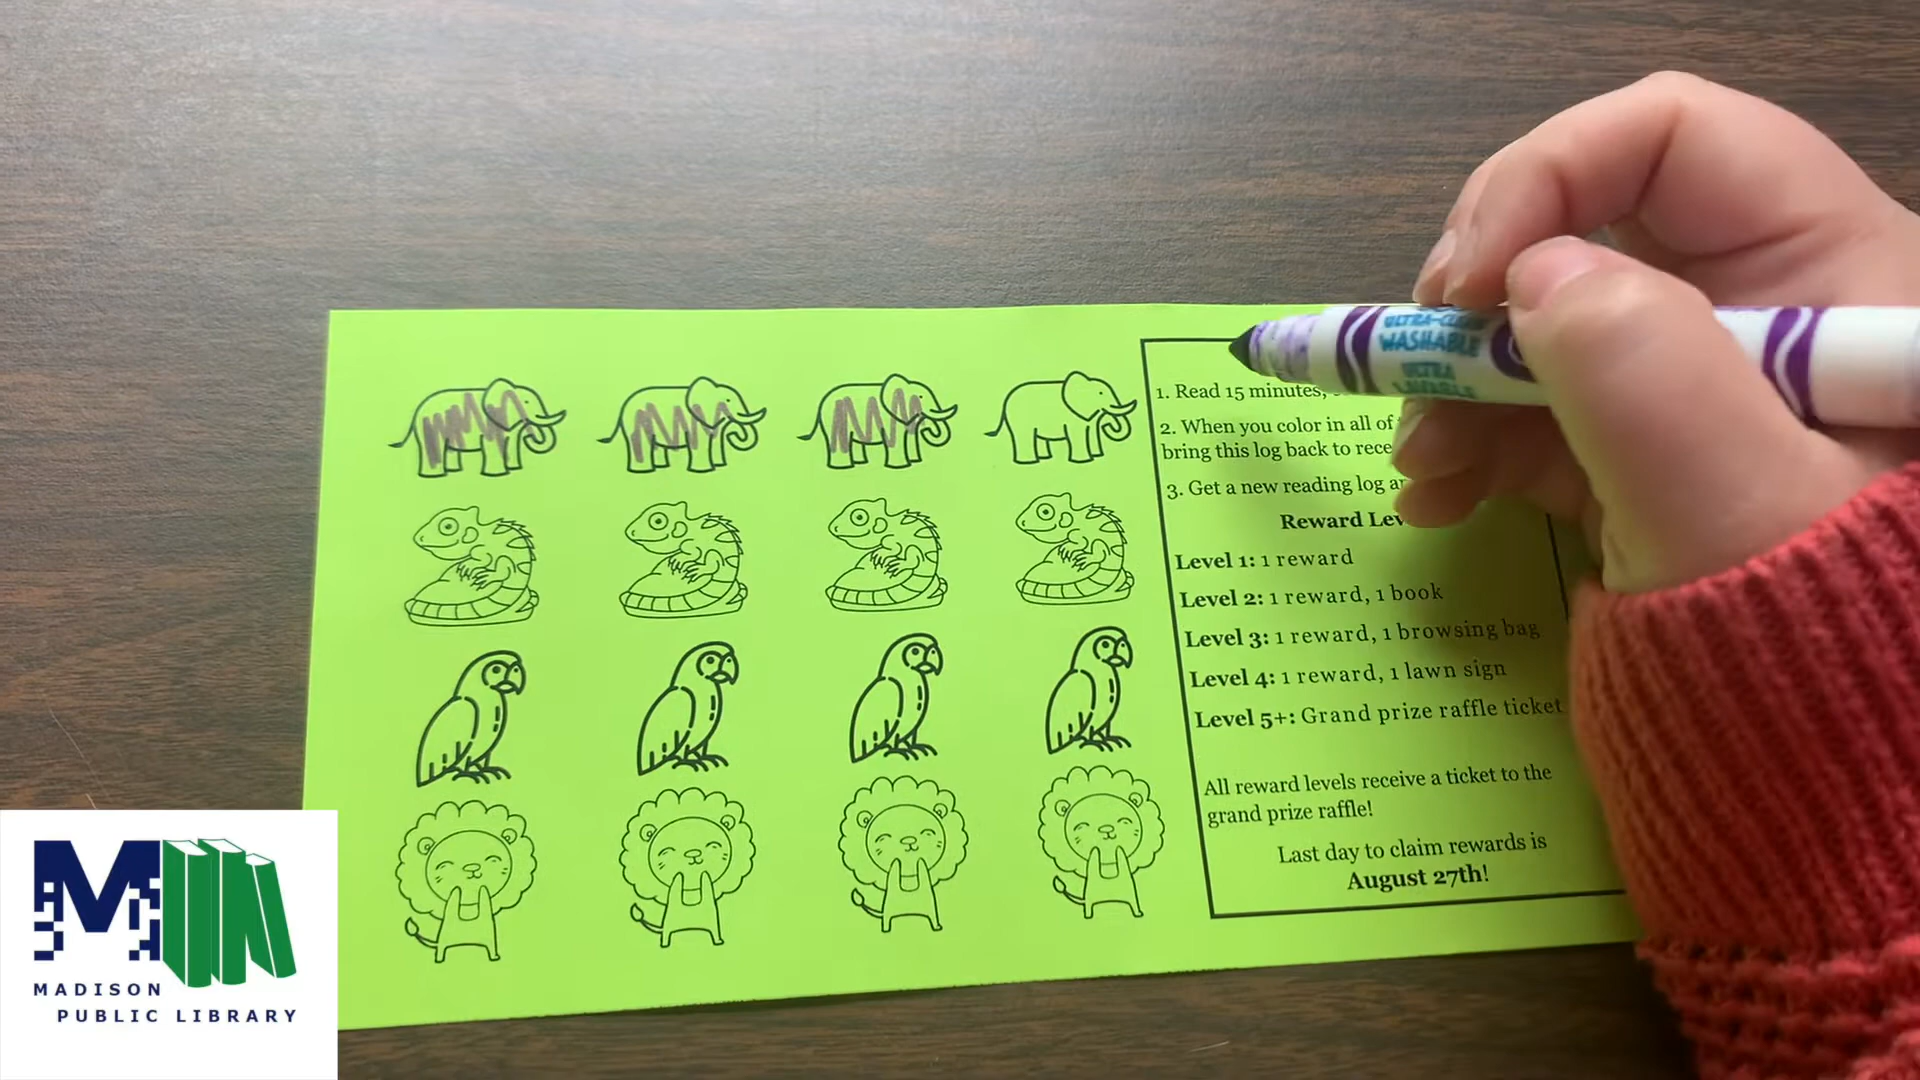 1. Read 15 minutes,
2. When you color in all of
bring this log back to rece
3. Get a new reading log a
Reward Lev
Level 1: 1 reward
Level 2: 1 reward, 1 book
Level 3: 1 reward, 1 browsing bag
Level 4: 1 reward, 1 lawn sign
Level 5+: Grand prize raffle ticket
All reward levels receive a ticket to the
grand prize raffle!
Last day to claim rewards is
August 27th!
ULTRA-CLEAN
WASHABLE
ULTRA
LAVABLE
MADISON
PUBLIC LIBRARY